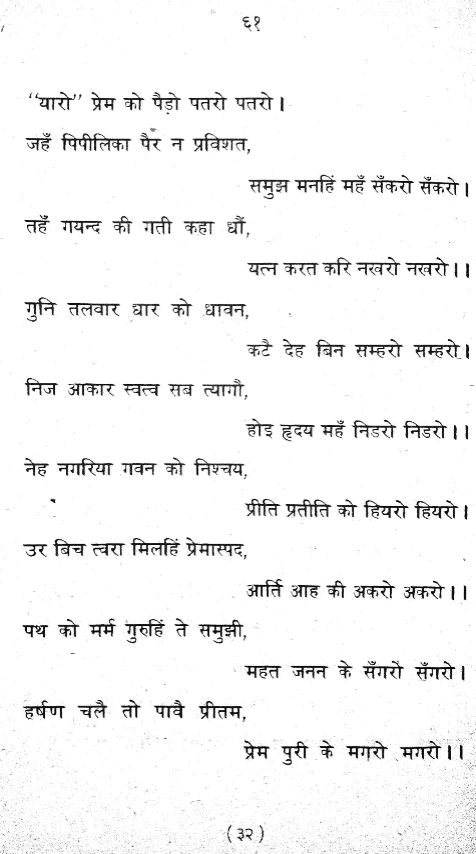 ६१
“यारो” प्रेम को पैड़ो पतरो पतरो।
जहँ पिपीलिका पैर न प्रविशत,
समुझ मनहिं महँ सँकरो सँकरो।
तहँ गयन्द की गती कहा धौं,
यत्न करत करि नखरो नखरो।।
गुनि तलवार धार को धावन,
कटै देह बिन सम्हरो सम्हरो।
निज आकार स्वत्व सब त्यागौ,
होइ हृदय महँ निडरो निडरो।।
नेह नगरिया गवन को निश्चय,
प्रीति प्रतीति को हियरो हियरो।
उर बिच त्वरा मिलहिं प्रेमास्पद,
आर्ति आह की अकरो अकरो।।
पथ को मर्म गुरुहिं ते समुझी,
महत जनन के सँगरो सँगरो।
हर्षण चलै तो पावै प्रीतम,
प्रेम पुरी के मगरो मगरो।।
(३२)